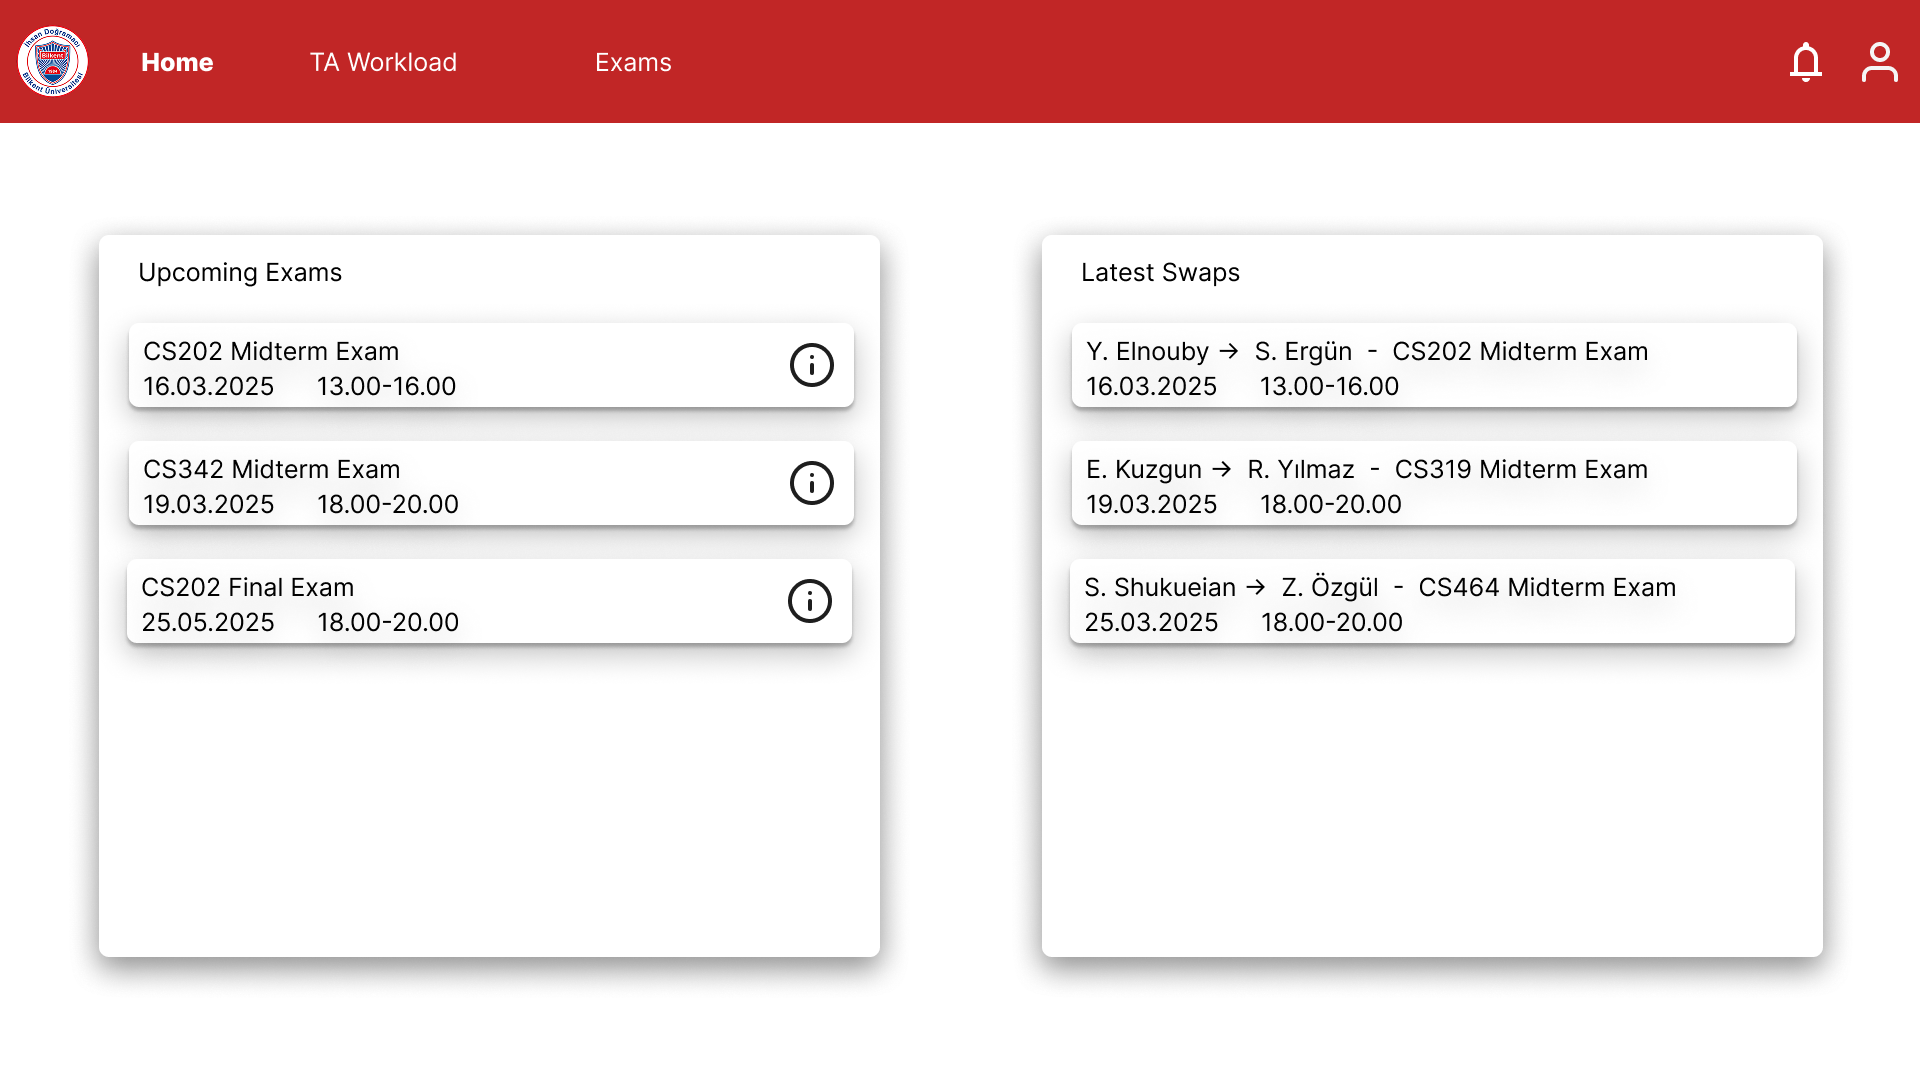 İhsan Doğramacı
Bilkent
1984
Bilkent Üniversitesi
Home
TA Workload
Exams
Upcoming Exams
CS202 Midterm Exam
16.03.2025 13.00-16.00
CS342 Midterm Exam
19.03.2025 18.00-20.00
CS202 Final Exam
25.05.2025 18.00-20.00
Latest Swaps
Y. Elnouby → S. Ergün - CS202 Midterm Exam
16.03.2025 13.00-16.00
E. Kuzgun → R. Yılmaz - CS319 Midterm Exam
19.03.2025 18.00-20.00
S. Shukueian → Z. Özgül - CS464 Midterm Exam
25.03.2025 18.00-20.00